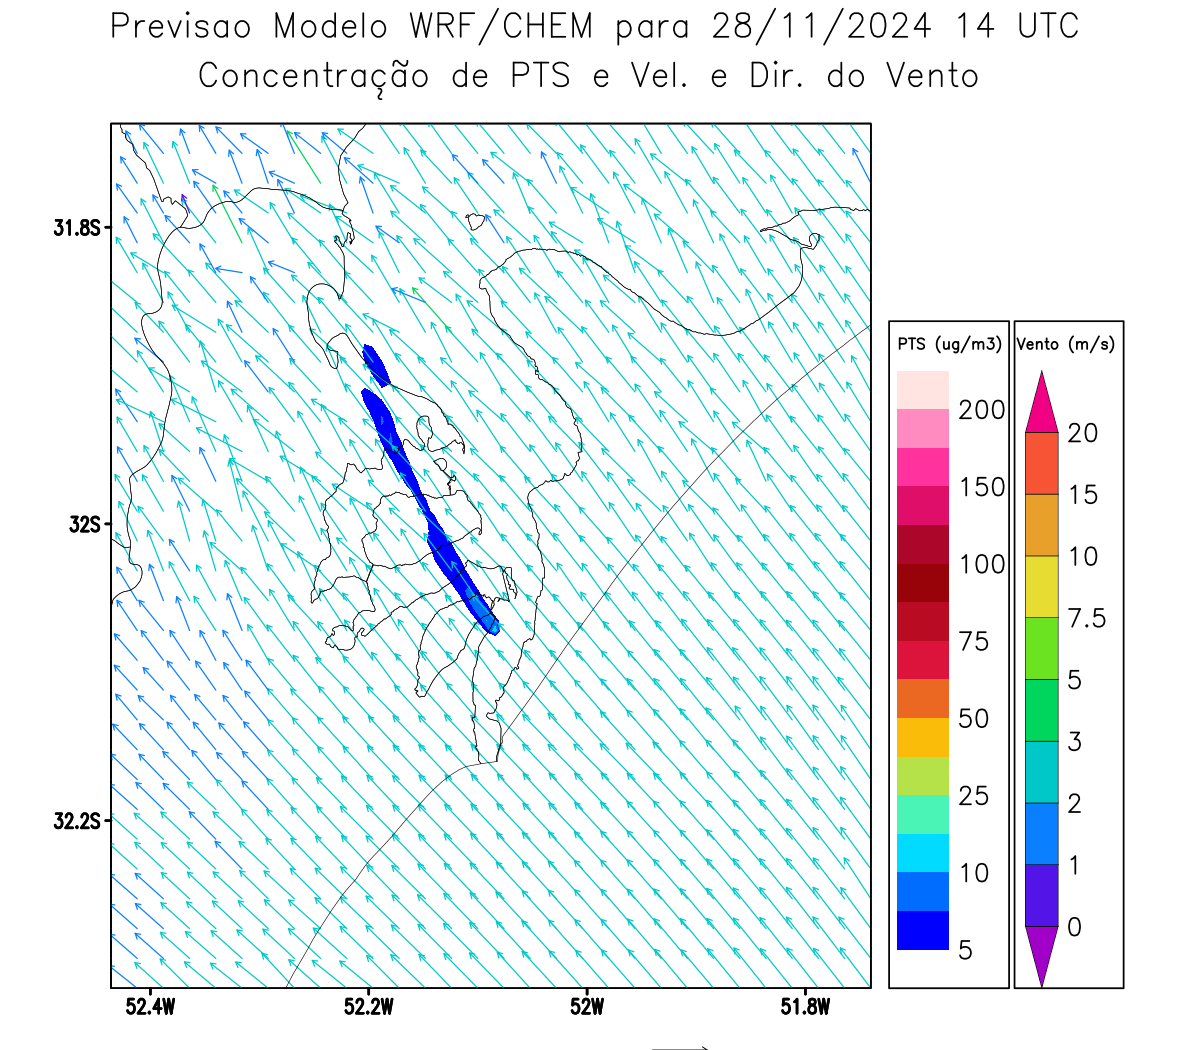 Previsao Modelo WRF/CHEM para 28/11/2024 14 UTC
Concentração de PTS e Vel. e Dir. do Vento
31.8S
32S
32.2S
52.4W
52.2W
52W
51.8W
PTS (ug/m3)
200
150
100
75
50
25
10
5
Vento (m/s)
20
15
10
7.5
5
3
2
1
0